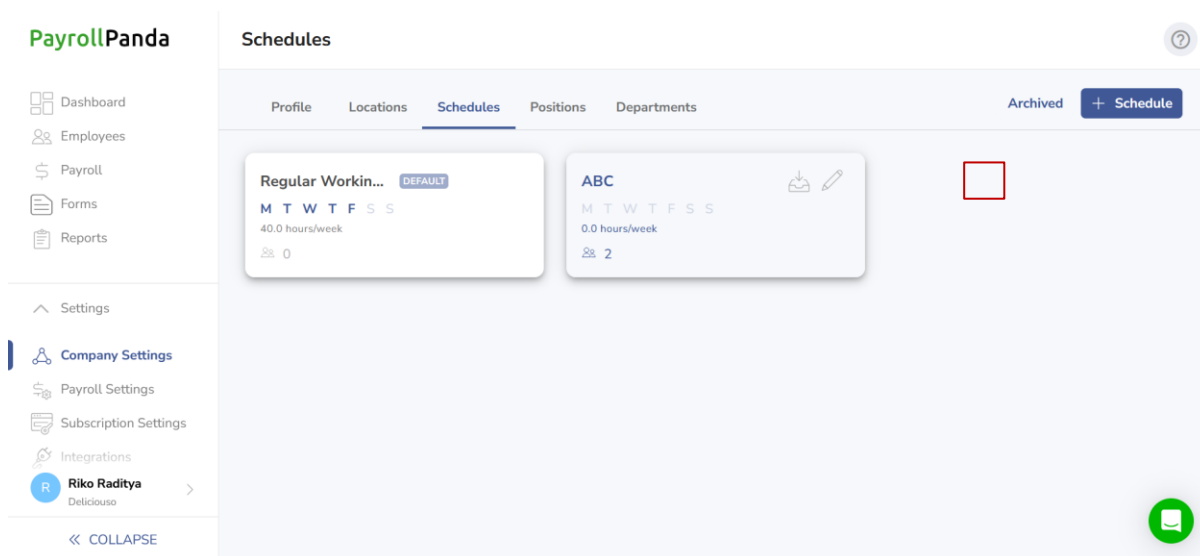 PayrollPanda
Dashboard
Employees
Payroll
Forms
Reports
Settings
Company Settings
Payroll Settings
Subscription Settings
Integrations
R
Riko Raditya
Deliciouso
« COLLAPSE
Schedules
?
Profile Locations Schedules Positions Departments
Archived + Schedule
Regular Workin... DEFAULT
M T W T F S S
40.0 hours/week
0
ABC
M T W T F S S
0.0 hours/week
2